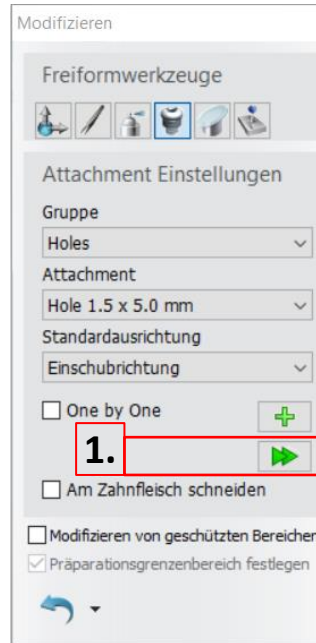 Modifizieren
Freiformwerkzeuge
Attachment Einstellungen
Gruppe
Holes
Attachment
Hole 1.5 x 5.0 mm
Standardausrichtung
Einschubrichtung
One by One
1.
Am Zahnfleisch schneiden
Modifizieren von geschützten Bereichen
Präparationsgrenzenbereich festlegen